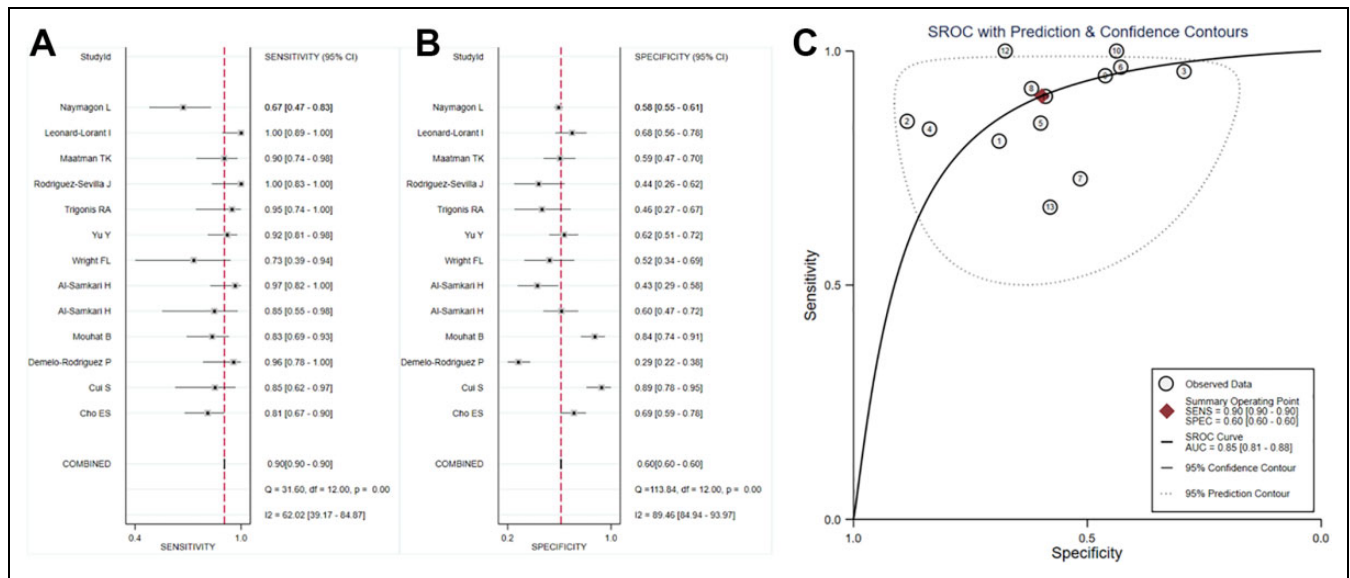 A
StudyId
SENSITIVITY (95% CI)
Naymagon L
0.67 [0.47 - 0.83]
Leonard-Lorant I
1.00 [0.89 - 1.00]
Maatman TK
0.90 [0.74 - 0.98]
Rodriguez-Sevilla J
1.00 [0.83 - 1.00]
Trigonis RA
0.95 [0.74 - 1.00]
Yu Y
0.92 [0.81 - 0.98]
Wright FL
0.73 [0.39 - 0.94]
Al-Samkari H
0.97 [0.82 - 1.00]
Al-Samkari H
0.85 [0.55 - 0.98]
Mouhat B
0.83 [0.69 - 0.93]
Demelo-Rodriguez P
0.96 [0.78 - 1.00]
Cui S
0.85 [0.62 - 0.97]
Cho ES
0.81 [0.67 - 0.90]
COMBINED
0.90[0.90 - 0.90]
Q = 31.60, df = 12.00, p = 0.00
I2 = 62.02 [39.17 - 84.87]
0.4
1.0
SENSITIVITY
B
StudyId
SPECIFICITY (95% CI)
Naymagon L
0.58 [0.55 - 0.61]
Leonard-Lorant I
0.68 [0.56 - 0.78]
Maatman TK
0.59 [0.47 - 0.70]
Rodriguez-Sevilla J
0.44 [0.26 - 0.62]
Trigonis RA
0.46 [0.27 - 0.67]
Yu Y
0.62 [0.51 - 0.72]
Wright FL
0.52 [0.34 - 0.69]
Al-Samkari H
0.43 [0.29 - 0.58]
Al-Samkari H
0.60 [0.47 - 0.72]
Mouhat B
0.84 [0.74 - 0.91]
Demelo-Rodriguez P
0.29 [0.22 - 0.38]
Cui S
0.89 [0.78 - 0.95]
Cho ES
0.69 [0.59 - 0.78]
COMBINED
0.60[0.60 - 0.60]
Q =113.84, df = 12.00, p = 0.00
I2 = 89.46 [84.94 - 93.97]
0.2
1.0
SPECIFICITY
C
SROC with Prediction & Confidence Contours
1.0
0.5
0.0
Sensitivity
12
10
6
3
8
2
4
5
1
7
13
Observed Data
Summary Operating Point
SENS = 0.90 [0.90 - 0.90]
SPEC = 0.60 [0.60 - 0.60]
SROC Curve
AUC = 0.85 [0.81 - 0.88]
95% Confidence Contour
95% Prediction Contour
1.0
0.5
0.0
Specificity